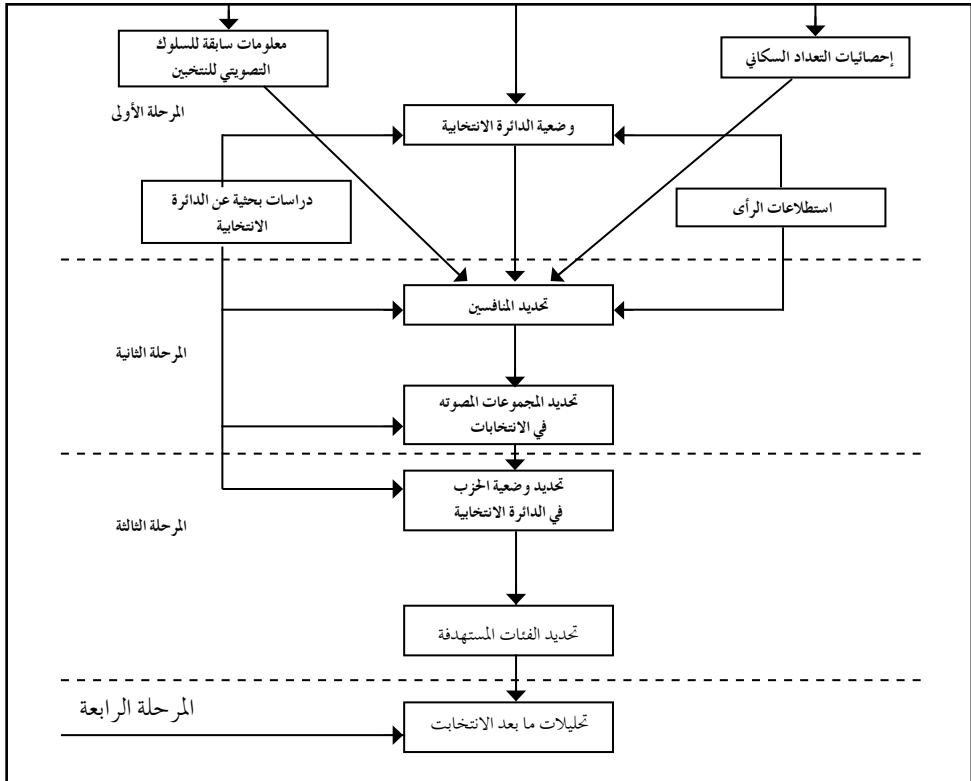 معلومات سابقة للسلوك
التصويتي للنتخبين
إحصائيات التعداد السكاني
المرحلة الأولى
وضعية الدائرة الانتخابية
دراسات بحثية عن الدائرة
الانتخابية
استطلاعات الرأى
تحديد المنافسين
المرحلة الثانية
تحديد المجموعات المصوته
في الانتخابات
تحديد وضعية الحزب
في الدائرة الانتخابية
المرحلة الثالثة
تحديد الفئات المستهدفة
المرحلة الرابعة
تحليلات ما بعد الانتخابت